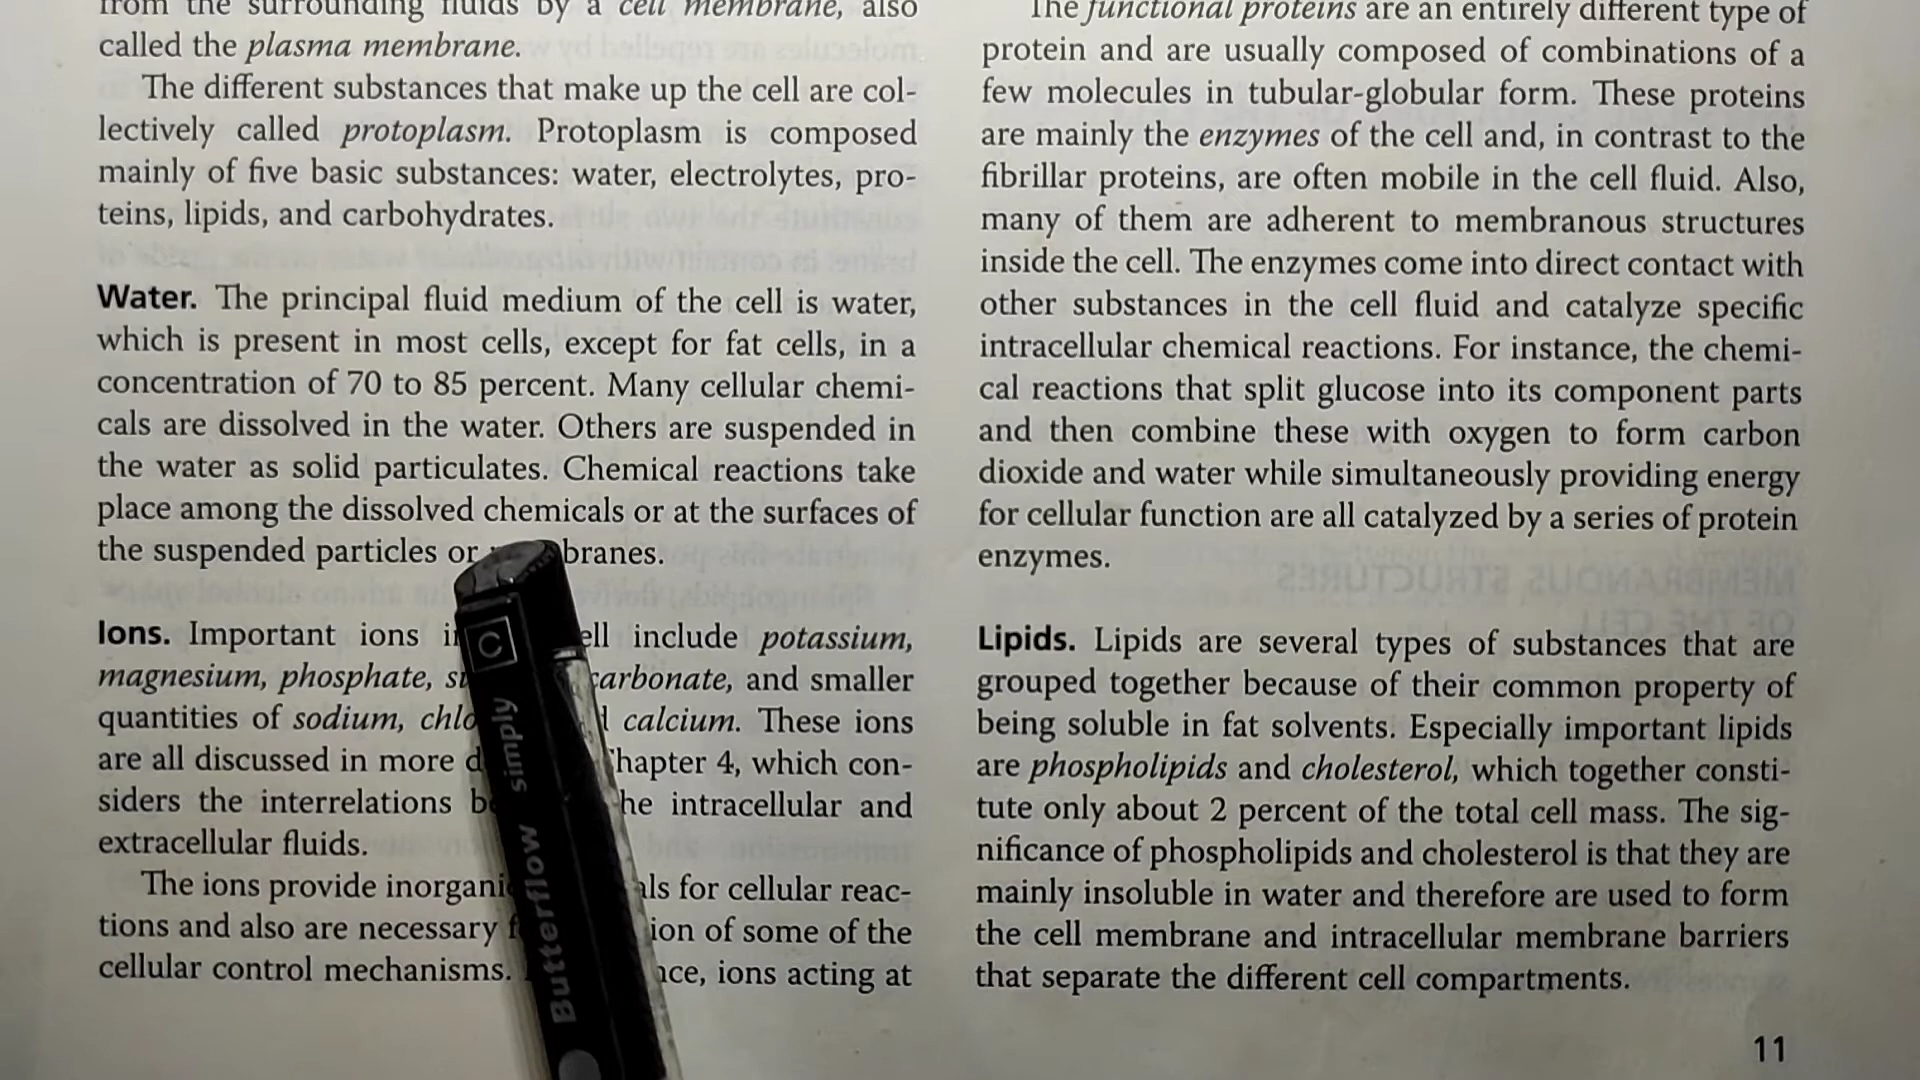 from the surrounding fluids by a cell membrane, also
called the plasma membrane.
The different substances that make up the cell are col-
lectively called protoplasm. Protoplasm is composed
mainly of five basic substances: water, electrolytes, pro-
teins, lipids, and carbohydrates.
Water. The principal fluid medium of the cell is water,
which is present in most cells, except for fat cells, in a
concentration of 70 to 85 percent. Many cellular chemi-
cals are dissolved in the water. Others are suspended in
the water as solid particulates. Chemical reactions take
place among the dissolved chemicals or at the surfaces of
the suspended particles or branes.
Ions. Important ions ell include potassium,
magnesium, phosphate, carbonate, and smaller
quantities of sodium, chlo calcium. These ions
are all discussed in more hapter 4, which con-
siders the interrelations he intracellular and
extracellular fluids.
The ions provide inorgani als for cellular reac-
tions and also are necessary ion of some of the
cellular control mechanisms. nce, ions acting at
The functional proteins are an entirely different type of
protein and are usually composed of combinations of a
few molecules in tubular-globular form. These proteins
are mainly the enzymes of the cell and, in contrast to the
fibrillar proteins, are often mobile in the cell fluid. Also,
many of them are adherent to membranous structures
inside the cell. The enzymes come into direct contact with
other substances in the cell fluid and catalyze specific
intracellular chemical reactions. For instance, the chemi-
cal reactions that split glucose into its component parts
and then combine these with oxygen to form carbon
dioxide and water while simultaneously providing energy
for cellular function are all catalyzed by a series of protein
enzymes.
Lipids. Lipids are several types of substances that are
grouped together because of their common property of
being soluble in fat solvents. Especially important lipids
are phospholipids and cholesterol, which together consti-
tute only about 2 percent of the total cell mass. The sig-
nificance of phospholipids and cholesterol is that they are
mainly insoluble in water and therefore are used to form
the cell membrane and intracellular membrane barriers
that separate the different cell compartments.
11
Butterflow simply